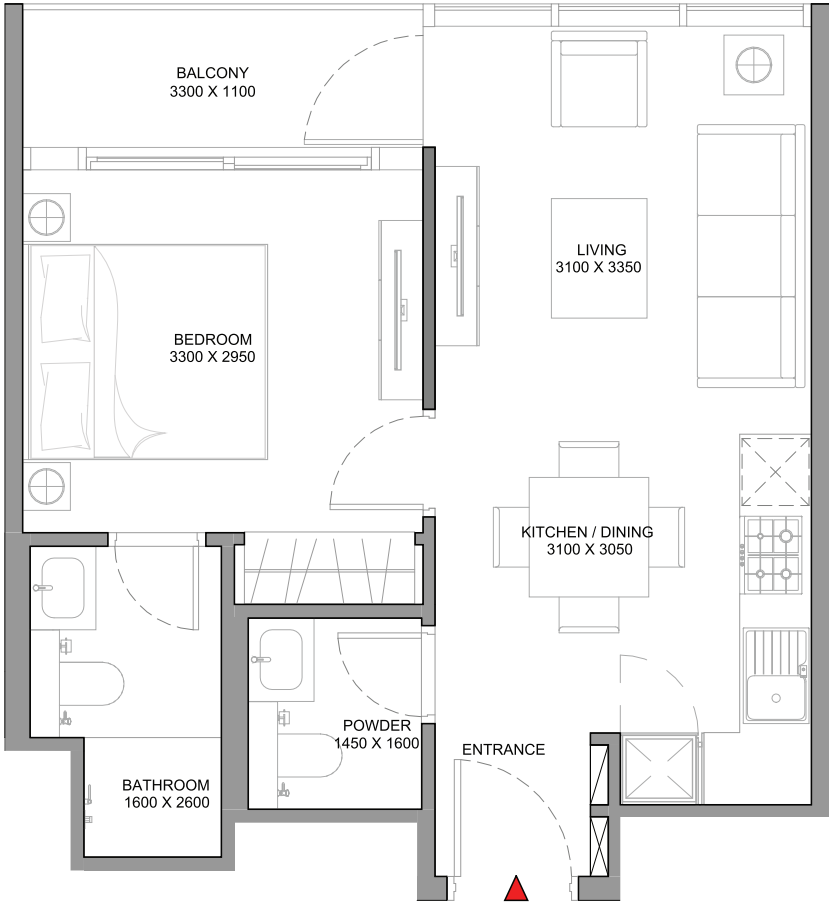 BALCONY
3300 X 1100
LIVING
3100 X 3350
BEDROOM
3300 X 2950
KITCHEN / DINING
3100 X 3050
POWDER
1450 X 1600
ENTRANCE
BATHROOM
1600 X 2600